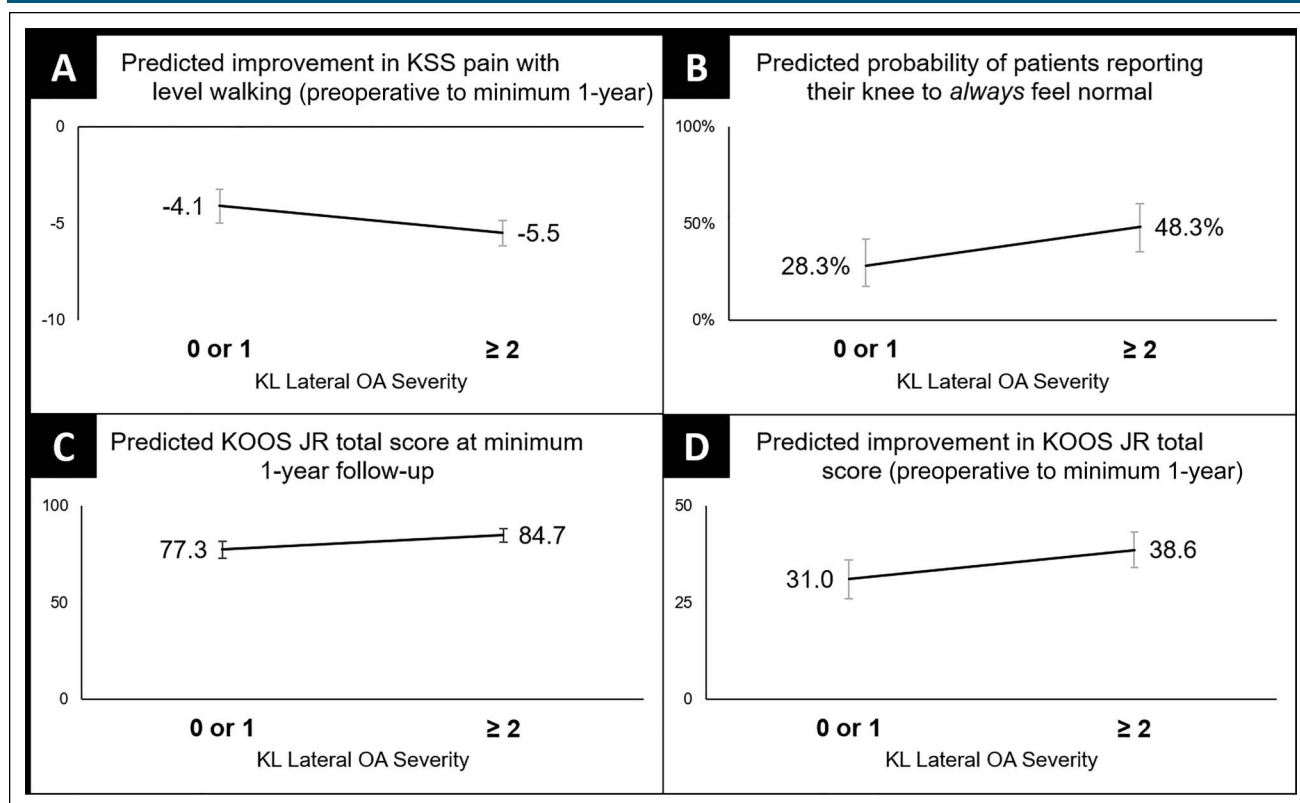 A
Predicted improvement in KSS pain with
level walking (preoperative to minimum 1-year)
0
-5
-10
-4.1
-5.5
0 or 1
≥ 2
KL Lateral OA Severity
B
Predicted probability of patients reporting
their knee to always feel normal
100%
50%
0%
28.3%
48.3%
0 or 1
≥ 2
KL Lateral OA Severity
C
Predicted KOOS JR total score at minimum
1-year follow-up
100
50
0
77.3
84.7
0 or 1
≥ 2
KL Lateral OA Severity
D
Predicted improvement in KOOS JR total
score (preoperative to minimum 1-year)
50
25
0
31.0
38.6
0 or 1
≥ 2
KL Lateral OA Severity